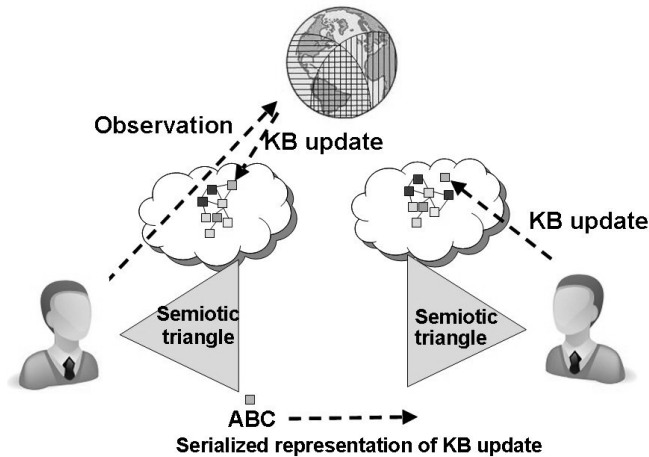 Observation
KB update
KB update
Semiotic
triangle
Semiotic
triangle
ABC
Serialized representation of KB update